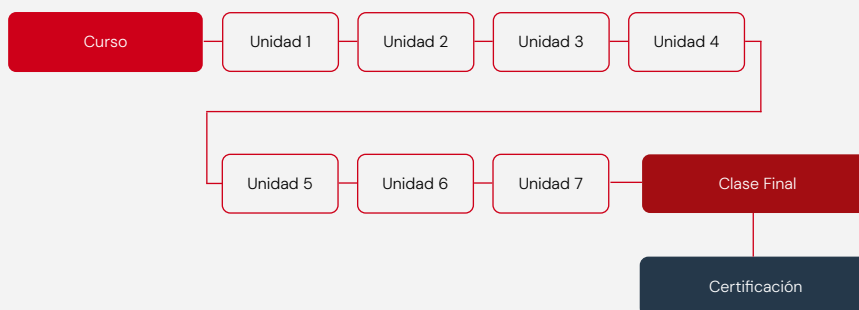 Curso
Unidad 1
Unidad 2
Unidad 3
Unidad 4
Unidad 5
Unidad 6
Unidad 7
Clase Final
Certificación